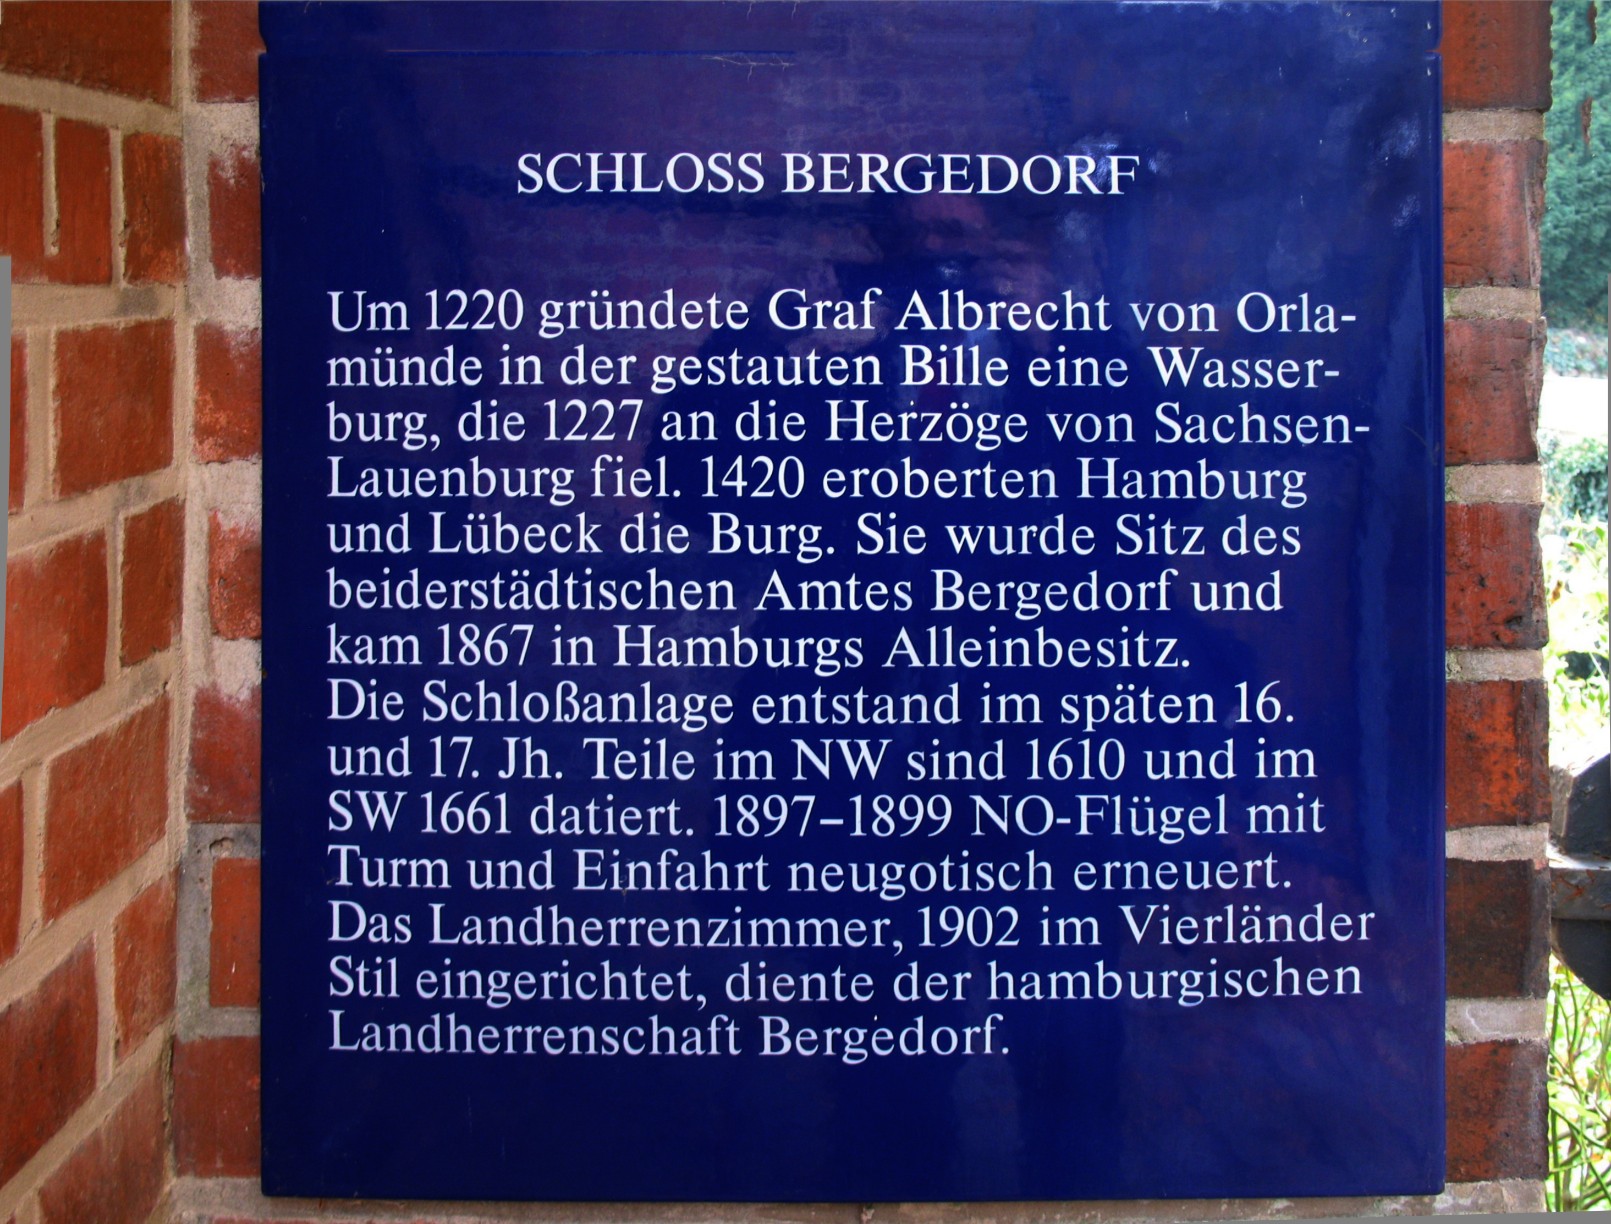 SCHLOSS BERGEDORF
Um 1220 gründete Graf Albrecht von Orla-
münde in der gestauten Bille eine Wasser-
burg, die 1227 an die Herzöge von Sachsen-
Lauenburg fiel. 1420 eroberten Hamburg
und Lübeck die Burg. Sie wurde Sitz des
beiderstädtischen Amtes Bergedorf und
kam 1867 in Hamburgs Alleinbesitz.
Die Schloßanlage entstand im späten 16.
und 17. Jh. Teile im NW sind 1610 und im
SW 1661 datiert. 1897–1899 NO-Flügel mit
Turm und Einfahrt neugotisch erneuert.
Das Landherrenzimmer, 1902 im Vierländer
Stil eingerichtet, diente der hamburgischen
Landherrenschaft Bergedorf.